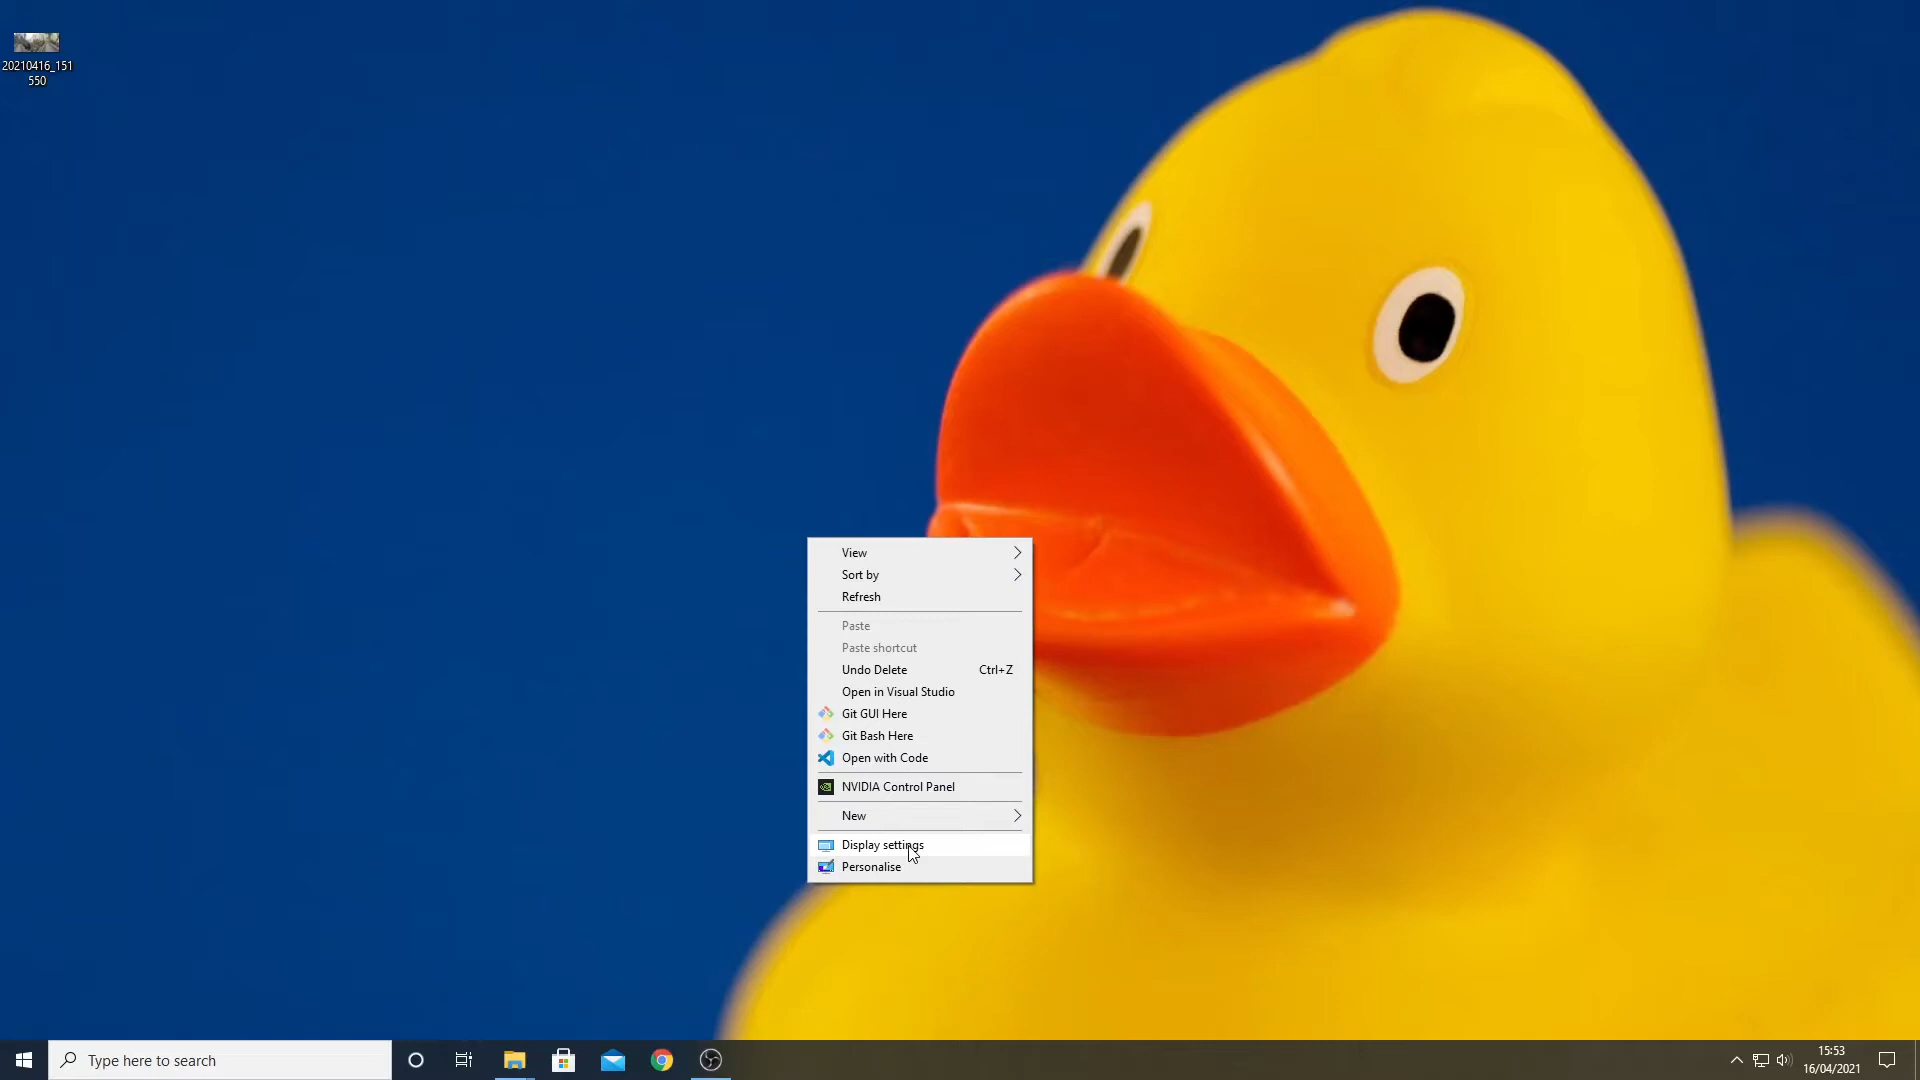 20210416_151
550
View
Sort by
Refresh
Paste
Paste shortcut
Undo Delete Ctrl+Z
Open in Visual Studio
Git GUI Here
Git Bash Here
Open with Code
NVIDIA Control Panel
New
Display settings
Personalise
Type here to search
15:53
16/04/2021